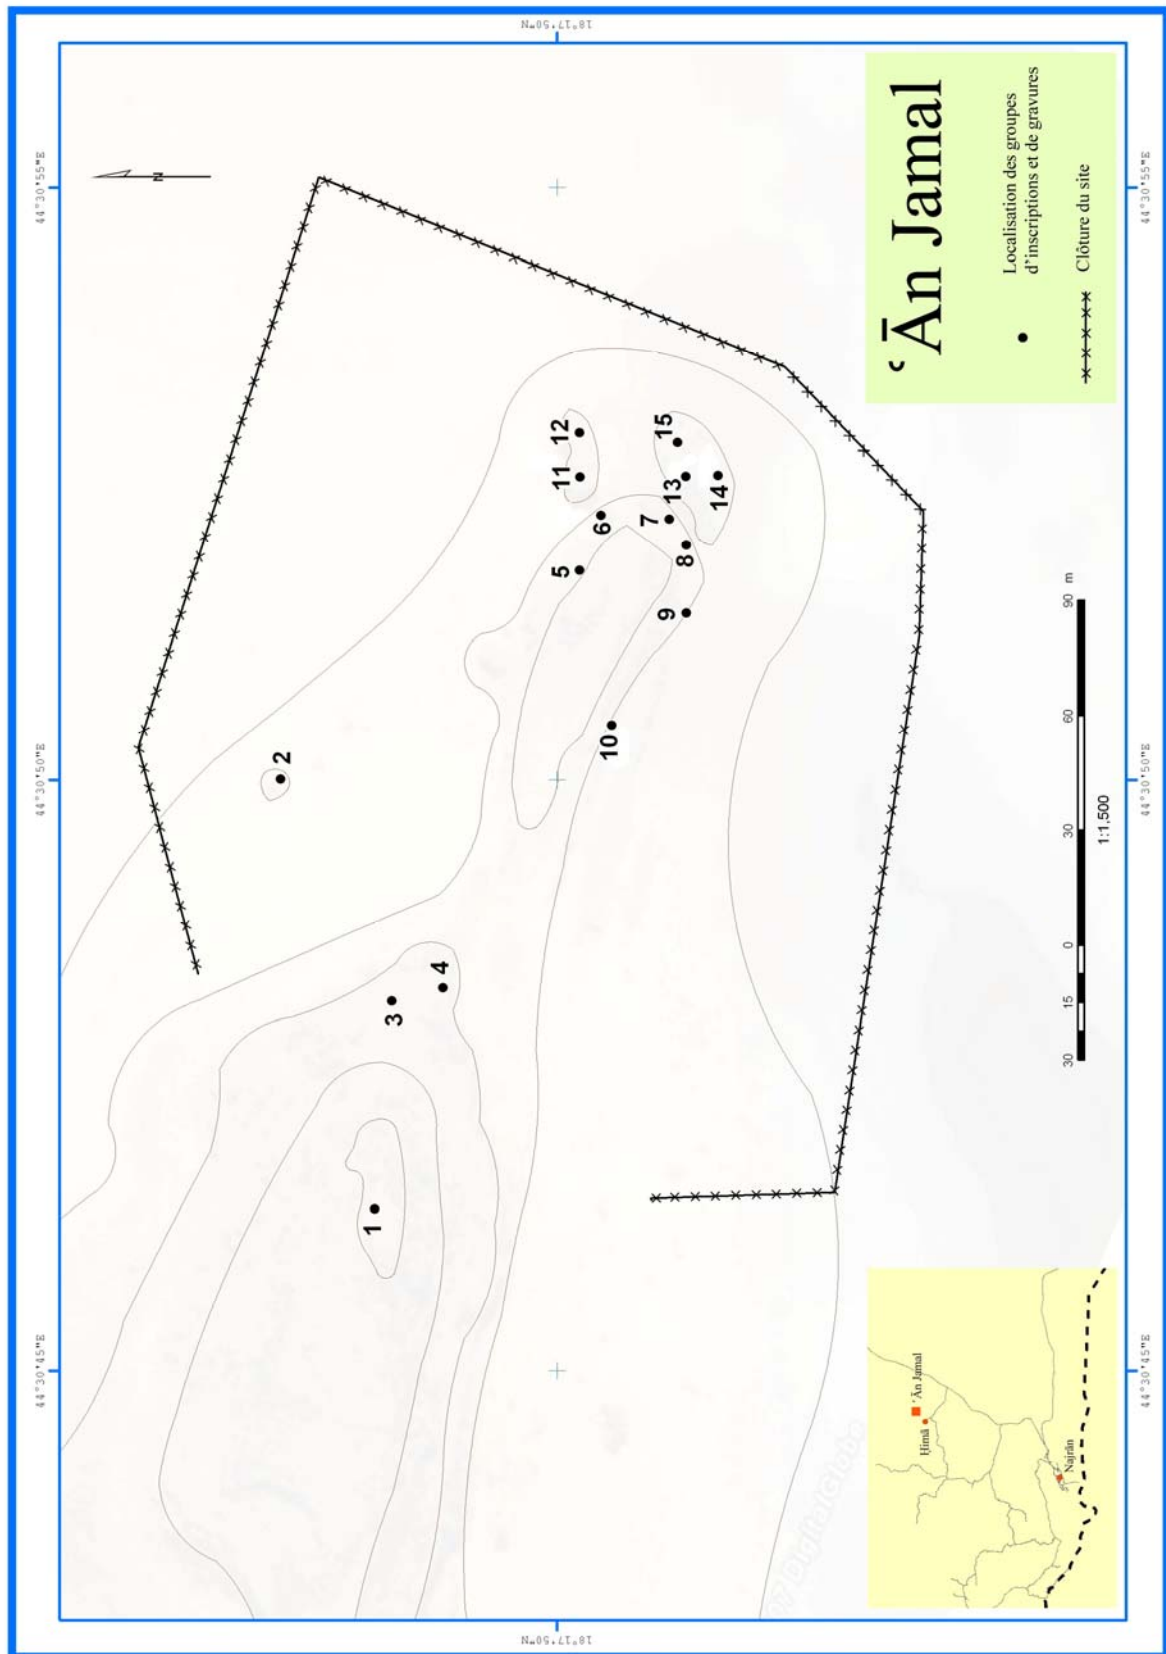 44°30'45"E
44°30'50"E
44°30'55"E
18°17'50"N
18°17'50"N
N
1
2
3
4
5
6
7
8
9
10
11
12
13
14
15
ʿĀn Jamal
Localisation des groupes
d'inscriptions et de gravures
Clôture du site
30 15 0 30 60 90 m
1:1.500
ʿĀn Jamal
Ḥimà
Najrān
DigitalGlobe
44°30'45"E
44°30'50"E
44°30'55"E